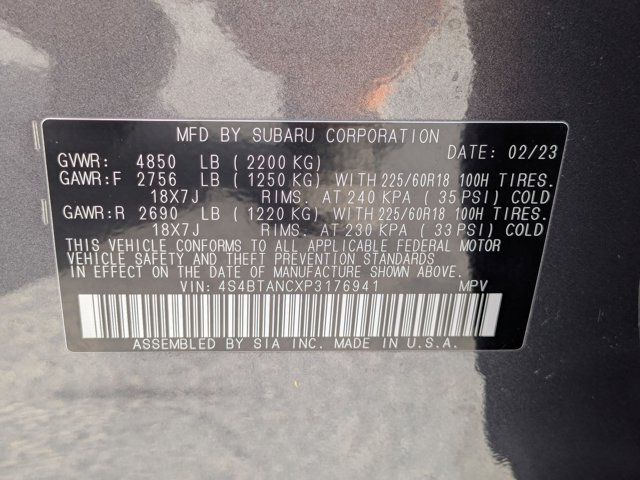 MFD BY SUBARU CORPORATION
GVWR: 4850 LB ( 2200 KG) DATE: 02/23
GAWR:F 2756 LB ( 1250 KG) WITH 225/60R18 100H TIRES.
18X7J RIMS. AT 240 KPA ( 35 PSI) COLD
GAWR:R 2690 LB ( 1220 KG) WITH 225/60R18 100H TIRES.
18X7J RIMS. AT 230 KPA ( 33 PSI) COLD
THIS VEHICLE CONFORMS TO ALL APPLICABLE FEDERAL MOTOR
VEHICLE SAFETY AND THEFT PREVENTION STANDARDS
IN EFFECT ON THE DATE OF MANUFACTURE SHOWN ABOVE.
VIN: 4S4BTANCXP3176941 MPV
ASSEMBLED BY SIA INC. MADE IN U.S.A.